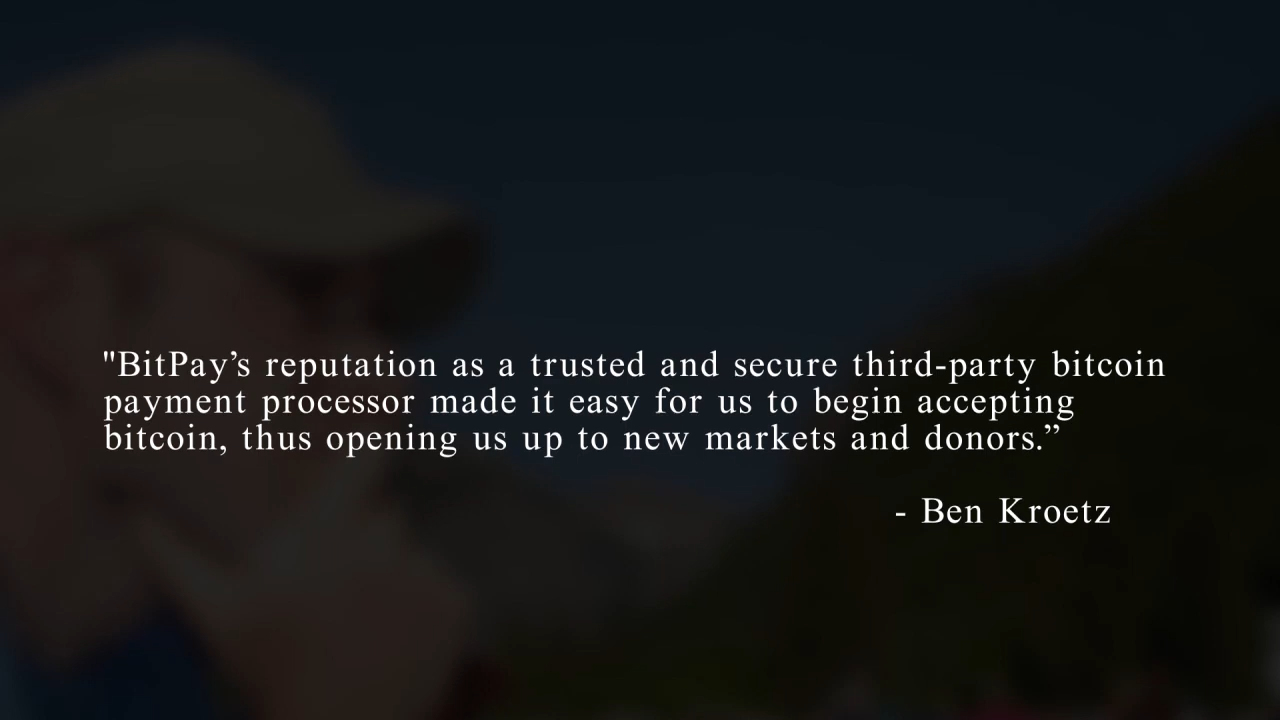 "BitPay’s reputation as a trusted and secure third-party bitcoin
payment processor made it easy for us to begin accepting
bitcoin, thus opening us up to new markets and donors.”
- Ben Kroetz